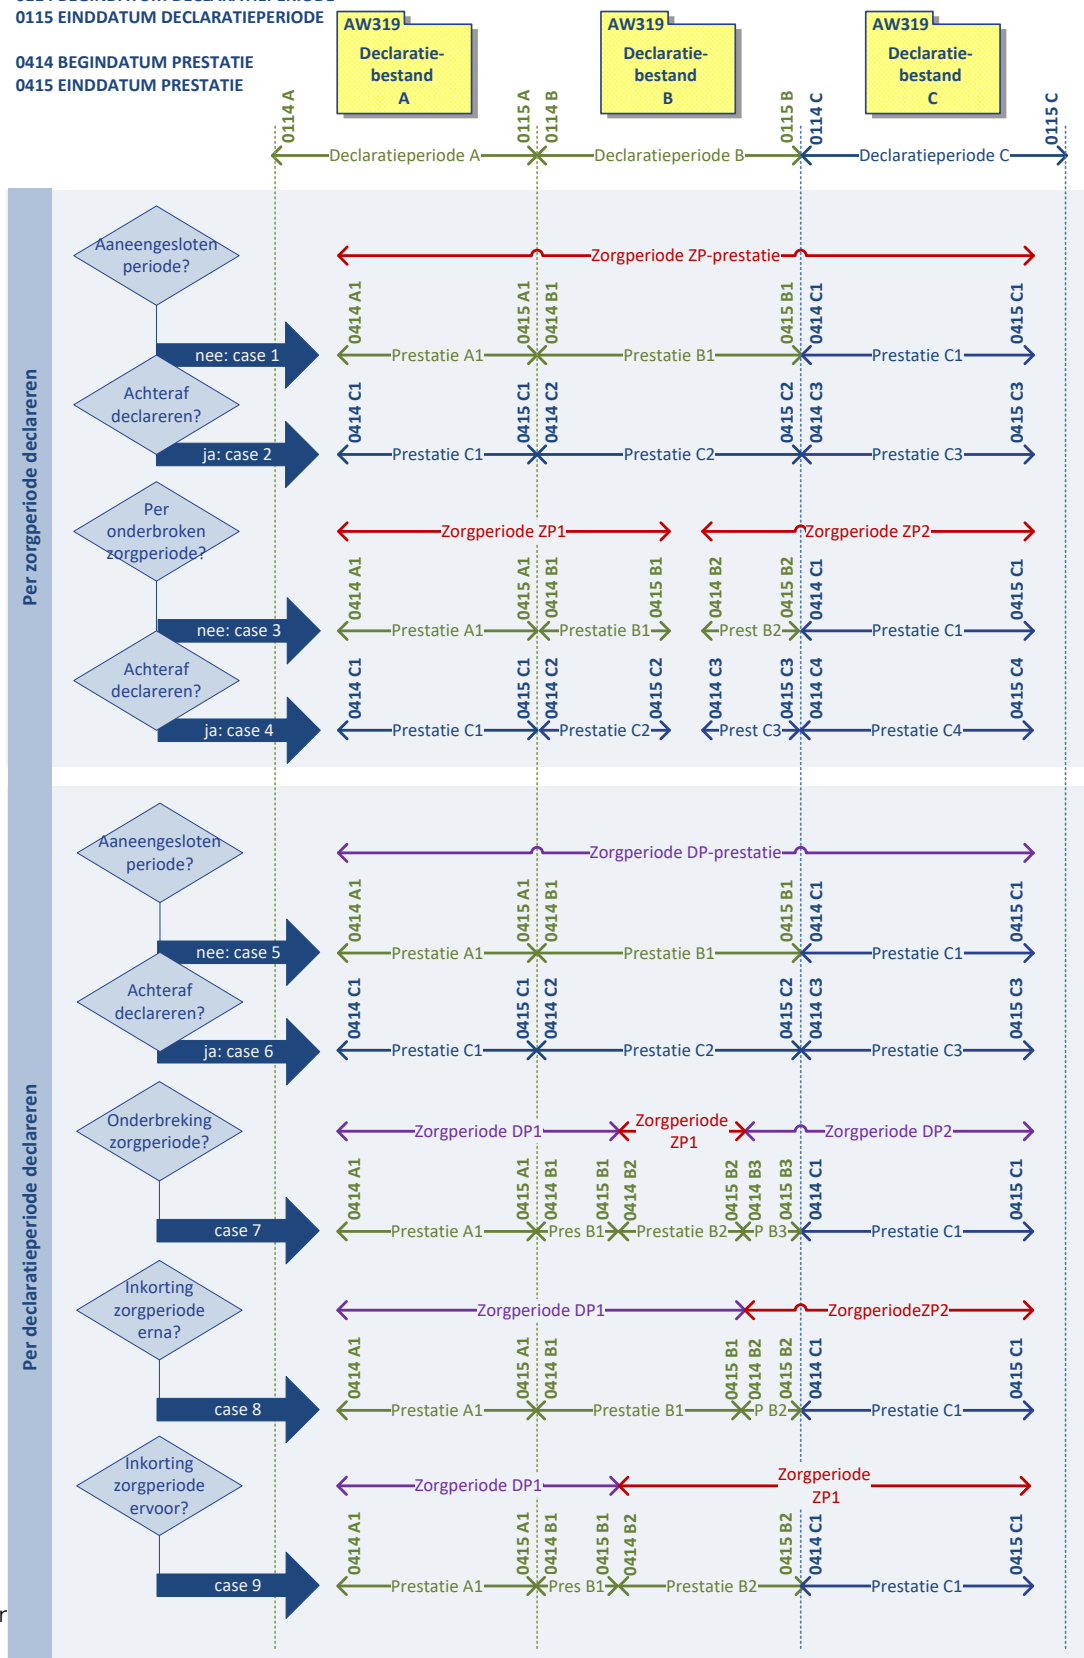 0115 EINDDATUM DECLARATIEPERIODE
0414 BEGINDATUM PRESTATIE
0415 EINDDATUM PRESTATIE
AW319
Declaratie-
bestand
A
AW319
Declaratie-
bestand
B
AW319
Declaratie-
bestand
C
0114 A
0115 A
0114 B
0115 B
0114 C
0115 C
Declaratieperiode A
Declaratieperiode B
Declaratieperiode C
Per zorgperiode declareren
Aaneengesloten
periode?
Zorgperiode ZP-prestatie
0414 A1
0415 A1
0414 B1
0415 B1
0414 C1
0415 C1
nee: case 1
Prestatie A1
Prestatie B1
Prestatie C1
Achteraf
declareren?
0414 C1
0415 C1
0414 C2
0415 C2
0414 C3
0415 C3
ja: case 2
Prestatie C1
Prestatie C2
Prestatie C3
Per
onderbroken
zorgperiode?
Zorgperiode ZP1
Zorgperiode ZP2
0414 A1
0415 A1
0414 B1
0415 B1
0414 B2
0415 B2
0414 C1
0415 C1
nee: case 3
Prestatie A1
Prestatie B1
Prest B2
Prestatie C1
Achteraf
declareren?
0414 C1
0415 C1
0414 C2
0415 C2
0414 C3
0415 C3
0414 C4
0415 C4
ja: case 4
Prestatie C1
Prestatie C2
Prest C3
Prestatie C4
Per declaratieperiode declareren
Aaneengesloten
periode?
Zorgperiode DP-prestatie
0414 A1
0415 A1
0414 B1
0415 B1
0414 C1
0415 C1
nee: case 5
Prestatie A1
Prestatie B1
Prestatie C1
Achteraf
declareren?
0414 C1
0415 C1
0414 C2
0415 C2
0414 C3
0415 C3
ja: case 6
Prestatie C1
Prestatie C2
Prestatie C3
Onderbreking
zorgperiode?
Zorgperiode DP1
Zorgperiode
ZP1
Zorgperiode DP2
0414 A1
0415 A1
0414 B1
0415 B1
0414 B2
0415 B2
0414 B3
0415 B3
0414 C1
0415 C1
case 7
Prestatie A1
Pres B1
Prestatie B2
P B3
Prestatie C1
Inkorting
zorgperiode
erna?
Zorgperiode DP1
ZorgperiodeZP2
0414 A1
0415 A1
0414 B1
0415 B1
0414 B2
0415 B2
0414 C1
0415 C1
case 8
Prestatie A1
Prestatie B1
P B2
Prestatie C1
Inkorting
zorgperiode
ervoor?
Zorgperiode DP1
Zorgperiode
ZP1
0414 A1
0415 A1
0414 B1
0415 B1
0414 B2
0415 B2
0414 C1
0415 C1
case 9
Prestatie A1
Pres B1
Prestatie B2
Prestatie C1